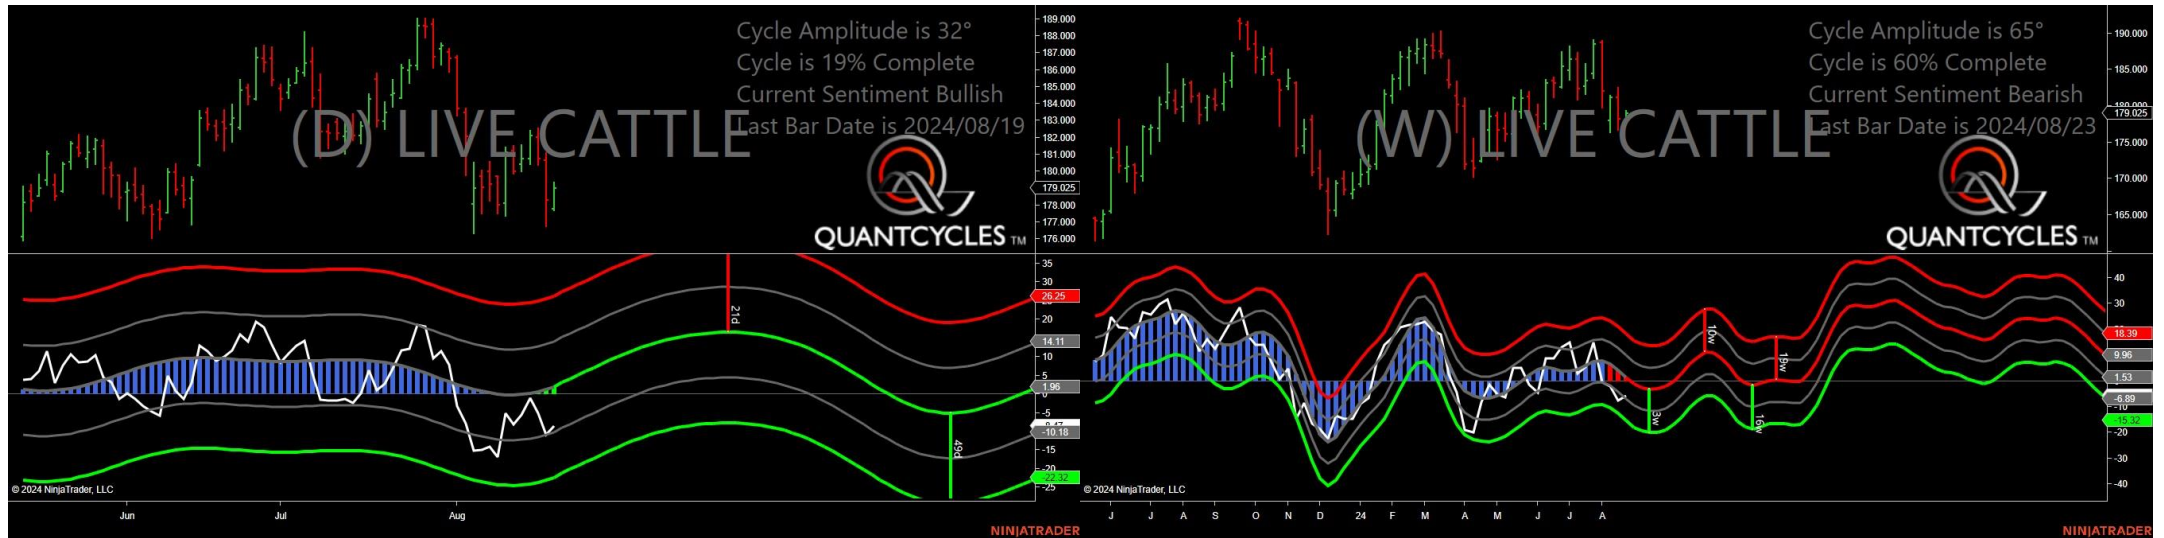 Cycle Amplitude is 32°
Cycle is 19% Complete
Current Sentiment Bullish
Last Bar Date is 2024/08/19
(D) LIVE CATTLE
QUANTCYCLES TM
189.000
188.000
187.000
186.000
185.000
184.000
183.000
182.000
181.000
180.000
179.025
178.000
177.000
176.000
35
30
26.25
20
14.11
10
5
1.96
0
-5
-10.18
-15
-20
-22.32
-25
21d
49d
© 2024 NinjaTrader, LLC
Jun Jul Aug
NINJATRADER
Cycle Amplitude is 65°
Cycle is 60% Complete
Current Sentiment Bearish
Last Bar Date is 2024/08/23
(W) LIVE CATTLE
QUANTCYCLES TM
190.000
185.000
180.000
179.025
175.000
170.000
165.000
40
30
18.39
9.96
1.53
-6.89
-10
-15.32
-20
-30
-40
10w
19w
3w
16w
© 2024 NinjaTrader, LLC
J J A S O N D 24 F M A M J J A
NINJATRADER